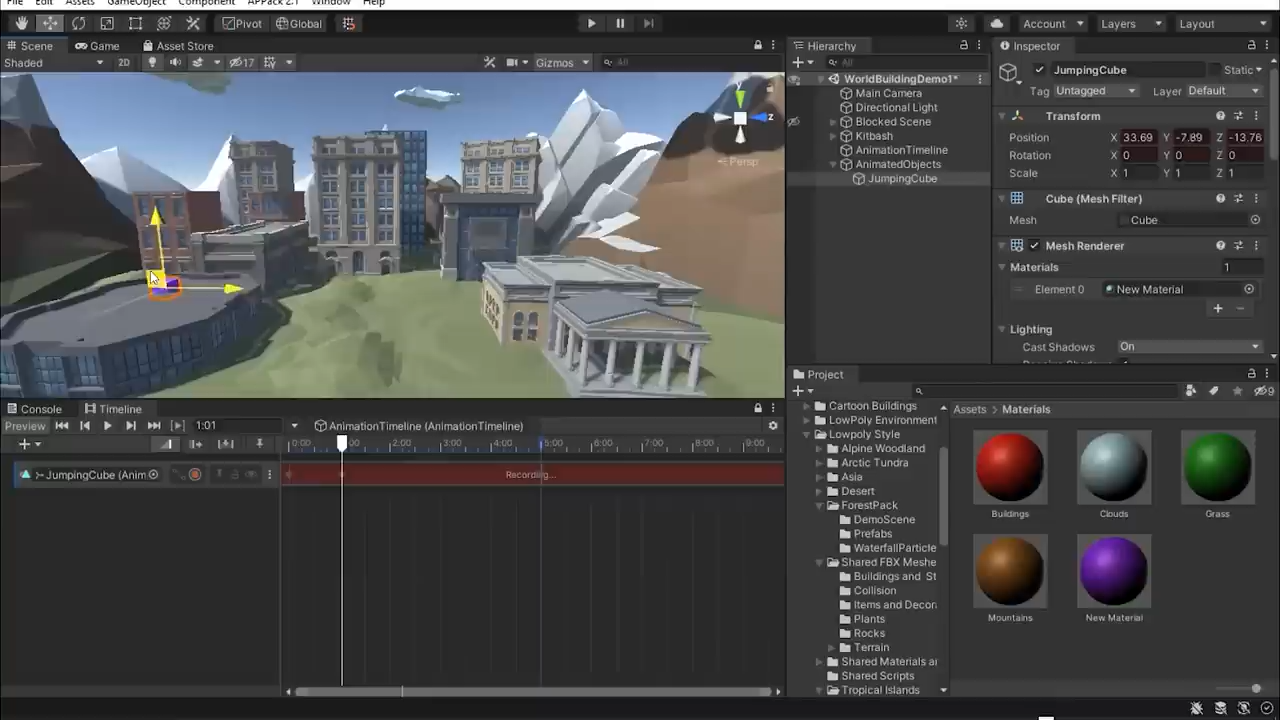 File Edit Assets GameObject Component APPack 2.1 Window Help
Pivot Global Account Layers Layout
Scene Game Asset Store
Shaded 2D 17 Gizmos All
Y Z
Persp
Hierarchy
All
WorldBuildingDemo1*
Main Camera
Directional Light
Blocked Scene
Kitbash
AnimationTimeline
AnimatedObjects
JumpingCube
Inspector
JumpingCube Static
Tag Untagged Layer Default
Transform
Position X 33.69 Y -7.89 Z -13.76
Rotation X 0 Y 0 Z 0
Scale X 1 Y 1 Z 1
Cube (Mesh Filter)
Mesh Cube
Mesh Renderer
Materials 1
Element 0 New Material
Lighting
Cast Shadows On
Console Timeline
Preview 1:01 AnimationTimeline (AnimationTimeline)
0:00 2:00 3:00 4:00 5:00 6:00 7:00 8:00 9:00
JumpingCube (Anim Recording...
Project
9
Cartoon Buildings
LowPoly Environment
Lowpoly Style
Alpine Woodland
Arctic Tundra
Asia
Desert
ForestPack
DemoScene
Prefabs
WaterfallParticle
Shared FBX Meshe
Buildings and St
Collision
Items and Decora
Plants
Rocks
Terrain
Shared Materials an
Shared Scripts
Tropical Islands
Assets > Materials
Buildings Clouds Grass
Mountains New Material